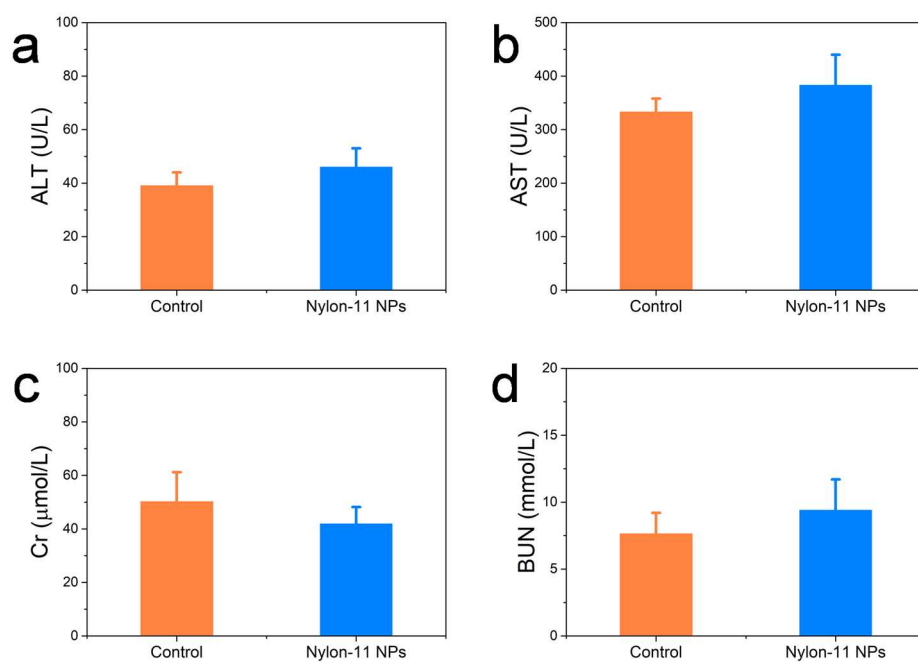 a
ALT (U/L)
100
80
60
40
20
0
Control
Nylon-11 NPs
b
AST (U/L)
500
400
300
200
100
0
Control
Nylon-11 NPs
c
Cr (μmol/L)
100
80
60
40
20
0
Control
Nylon-11 NPs
d
BUN (mmol/L)
20
15
10
5
0
Control
Nylon-11 NPs